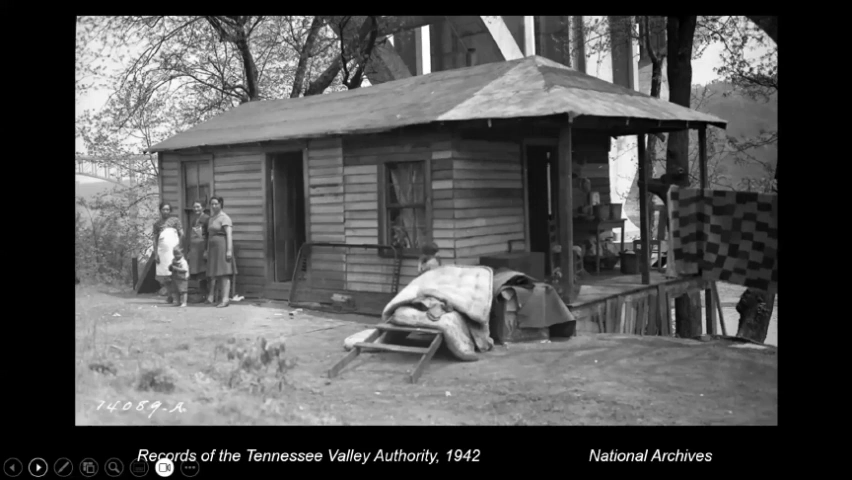 74089-A
Records of the Tennessee Valley Authority, 1942
National Archives